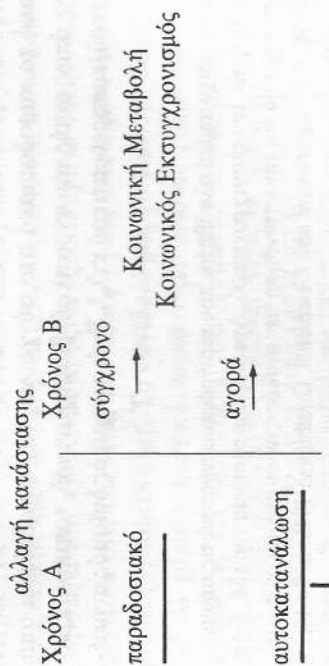 αλλαγή κατάστασης
Χρόνος Α Χρόνος Β
παραδοσιακό σύγχρονο
Κοινωνική Μεταβολή
Κοινωνικός Εκσυγχρονισμός
αυτοκατανάλωση αγορά